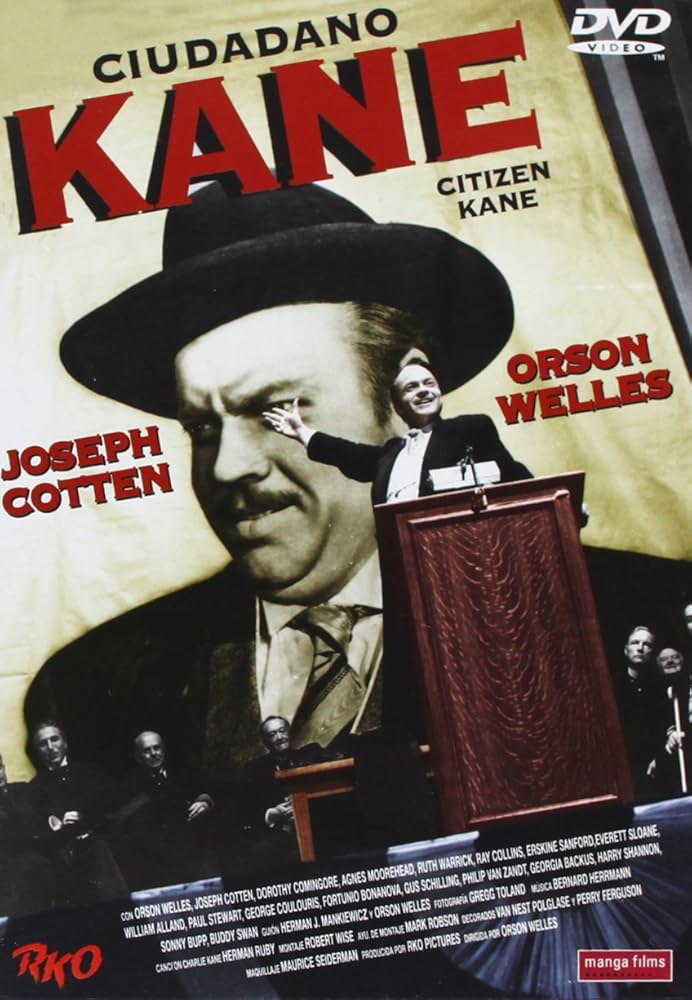 CIUDADANO
KANE
CITIZEN
KANE
DVD
VIDEO
TM
ORSON
WELLES
JOSEPH
COTTEN
CON ORSON WELLES, JOSEPH COTTEN, DOROTHY COMINGORE, AGNES MOOREHEAD, RUTH WARRICK, RAY COLLINS, ERSKINE SANFORD, EVERETT SLOANE,
WILLIAM ALLAND, PAUL STEWART, GEORGE COULOURIS, FORTUNIO BONANOVA, GUS SCHILLING, PHILIP VAN ZANDT, GEORGIA BACKUS, HARRY SHANNON,
SONNY BUPP, BUDDY SWAN GUIÓN HERMAN J. MANKIEWICZ Y ORSON WELLES FOTOGRAFÍA GREGG TOLAND MÚSICA BERNARD HERRMANN
CANCION CHARLIE KANE HERMAN RUBY MONTAJE ROBERT WISE AYU DE MONTAJE MARK ROBSON DECORADOS VAN NEST POLGLASE Y PERRY FERGUSON
MAQUILLAJE MAURICE SEIDERMAN PRODUCIDA POR RKO PICTURES DIRIGIDA POR ORSON WELLES
RKO
manga films